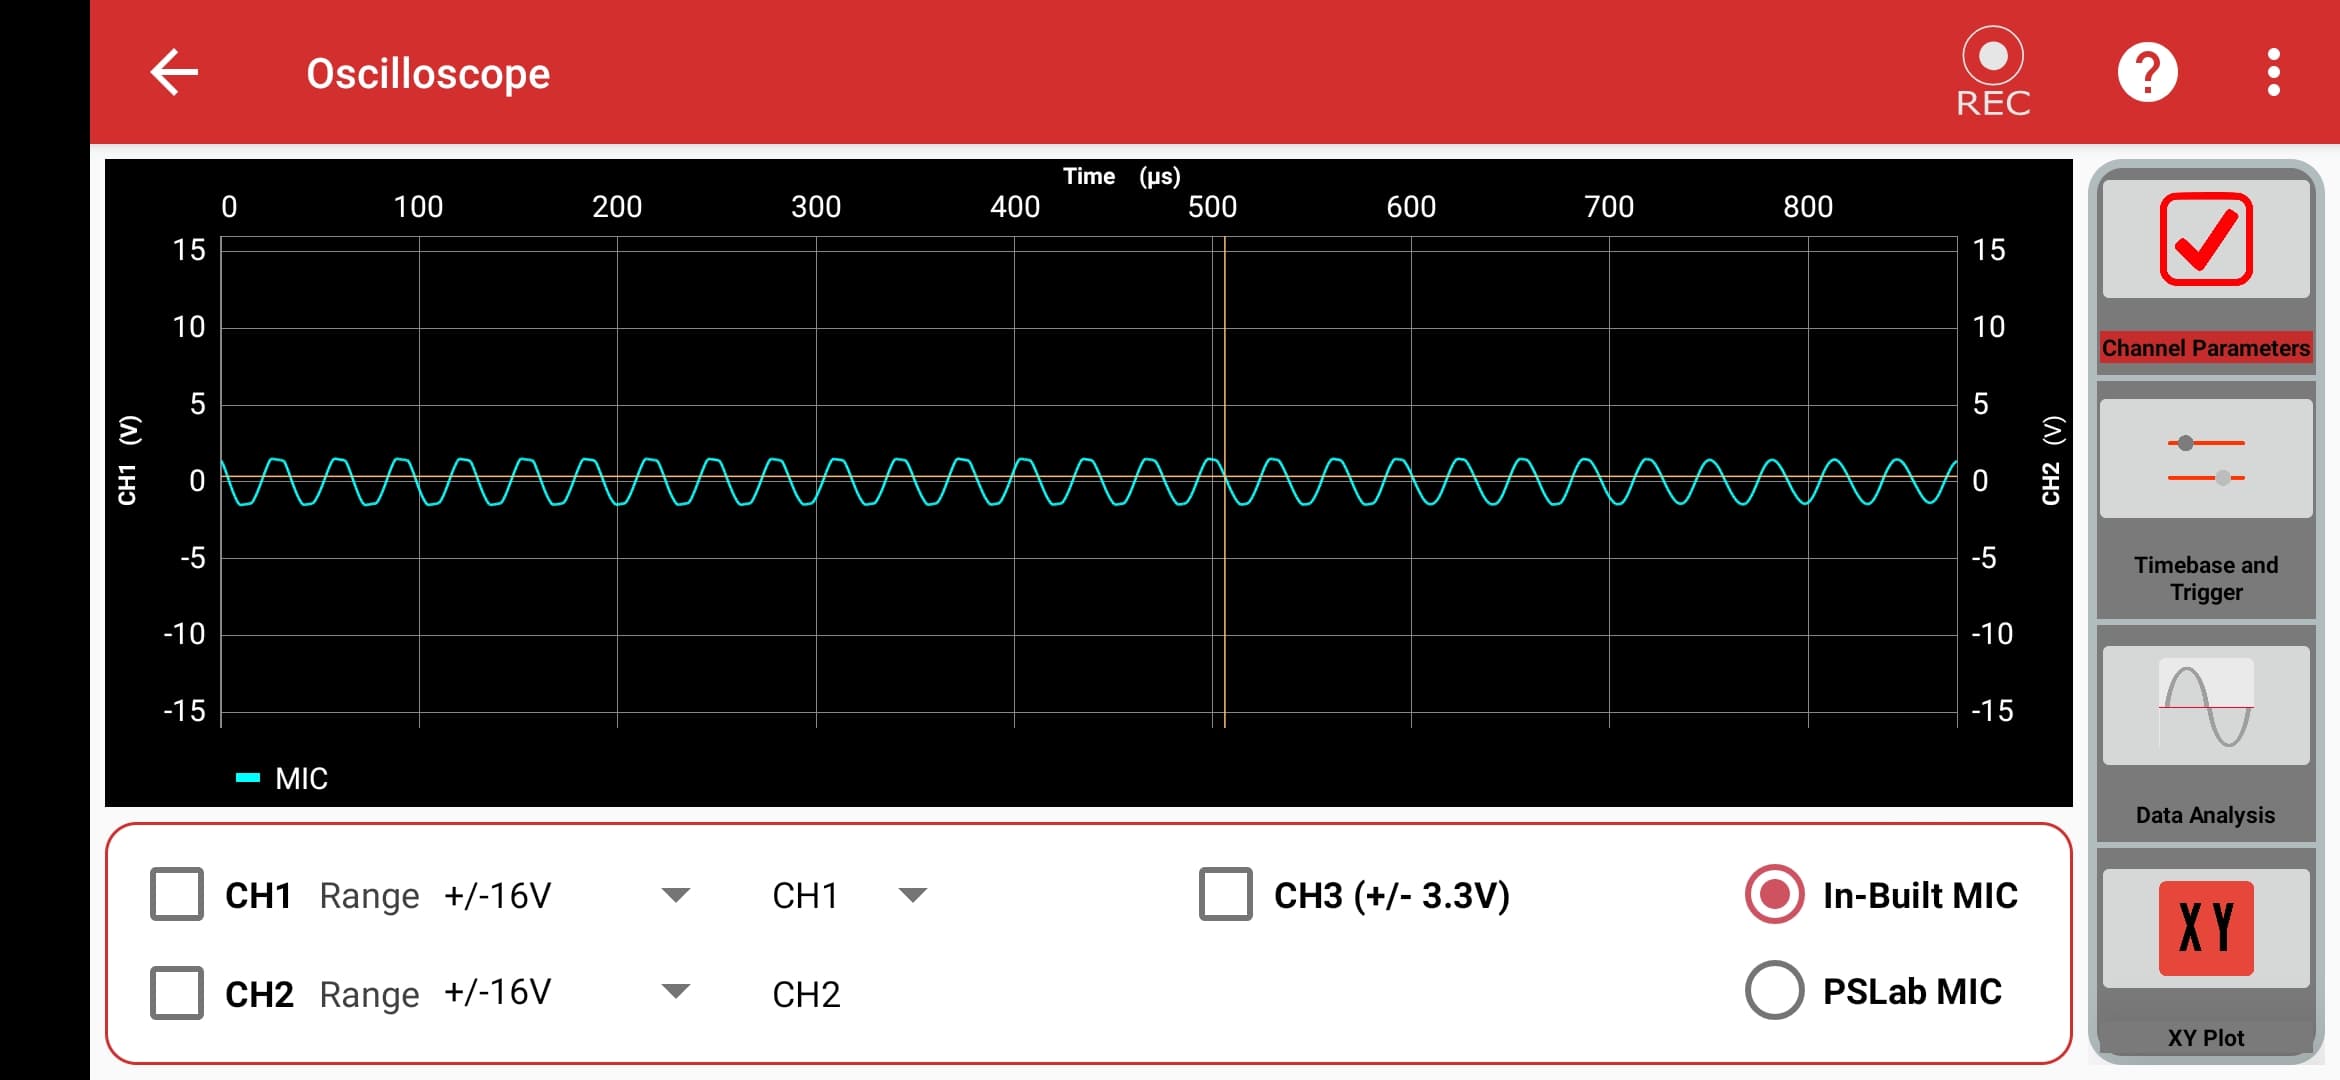 Oscilloscope
REC
?
Time (µs)
0 100 200 300 400 500 600 700 800
15 15
10 10
5 5
0 0
-5 -5
-10 -10
-15 -15
CH1 (V)
CH2 (V)
MIC
CH1 Range +/-16V CH1 CH3 (+/- 3.3V) In-Built MIC
CH2 Range +/-16V CH2 PSLab MIC
Channel Parameters
Timebase and
Trigger
Data Analysis
XY
XY Plot